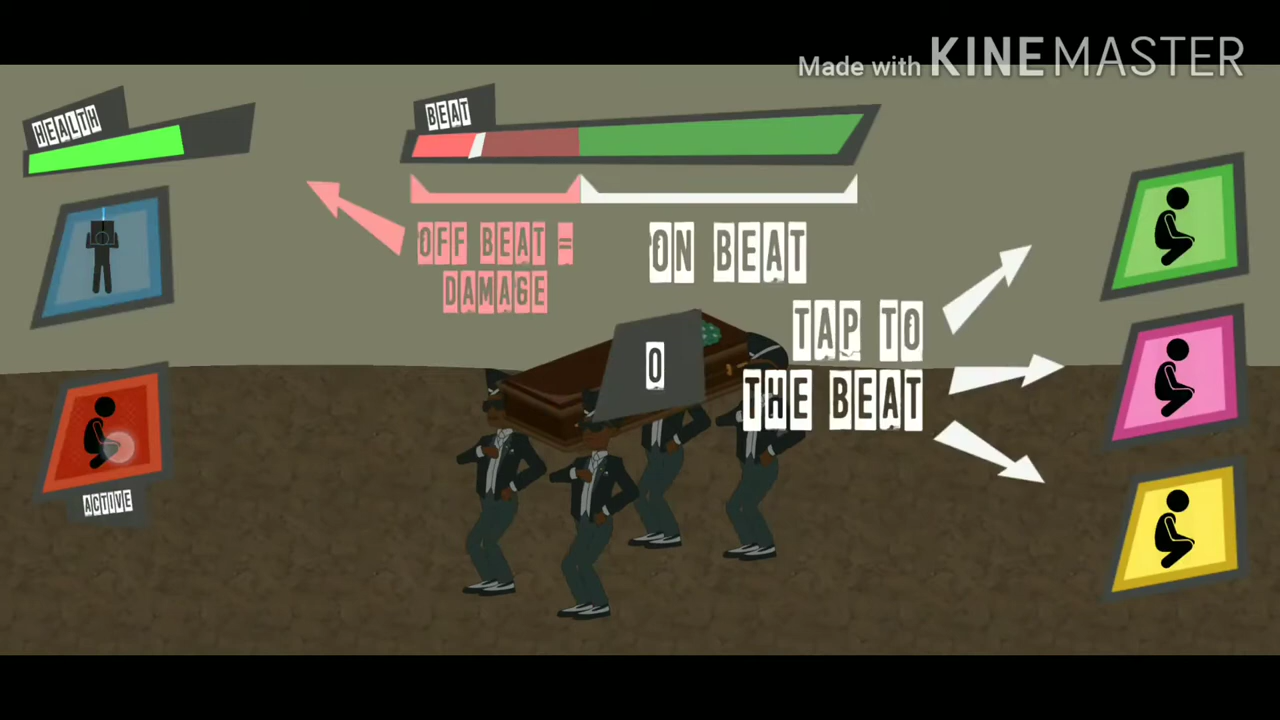 Made with KINEMASTER
HEALTH
BEAT
OFF BEAT =
DAMAGE
ON BEAT
TAP TO
THE BEAT
0
ACTIVE